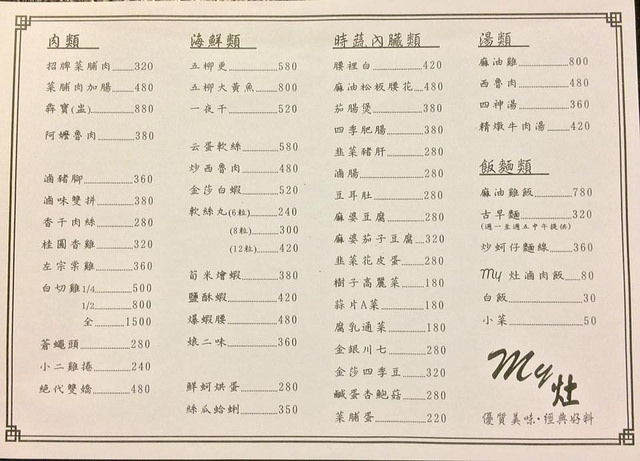 肉類
招牌菜脯肉 320
菜脯肉加腸 480
犇寶(盅) 880
阿嬤魯肉 380
滷豬腳 360
滷味雙拼 380
香干肉絲 280
桂圓香雞 320
左宗棠雞 360
白切雞1/4 500
1/2 800
全 1500
蒼蠅頭 280
小二雞捲 240
絕代雙嬌 480
海鮮類
五柳更 580
五柳大黃魚 800
一夜干 520
云蛋軟絲 580
炒西魯肉 480
金莎白蝦 520
軟絲丸(6粒) 240
(8粒) 300
(12粒) 420
筍米燴蝦 380
鹽酥蝦 420
爆蝦腰 480
娘二味 360
鮮蚵烘蛋 280
絲瓜蛤蜊 350
時蔬內臟類
腰裡白 420
麻油松板腰花 480
茄腸煲 380
四季肥腸 380
韭菜豬肝 280
滷腸 280
豆耳肚 280
麻婆豆腐 280
麻婆茄子豆腐 320
韭菜花皮蛋 280
樹子高麗菜 180
蒜片A菜 180
腐乳通菜 180
金銀川七 280
金莎四季豆 320
鹹蛋杏鮑菇 280
菜脯蛋 220
湯類
麻油雞 800
西魯肉 480
四神湯 360
精燉牛肉湯 420
飯麵類
麻油雞飯 780
古早麵 320
(週一至週五中午提供)
炒蚵仔麵線 360
My 灶滷肉飯 80
白飯 30
小菜 50
My 灶
優質美味·經典好料